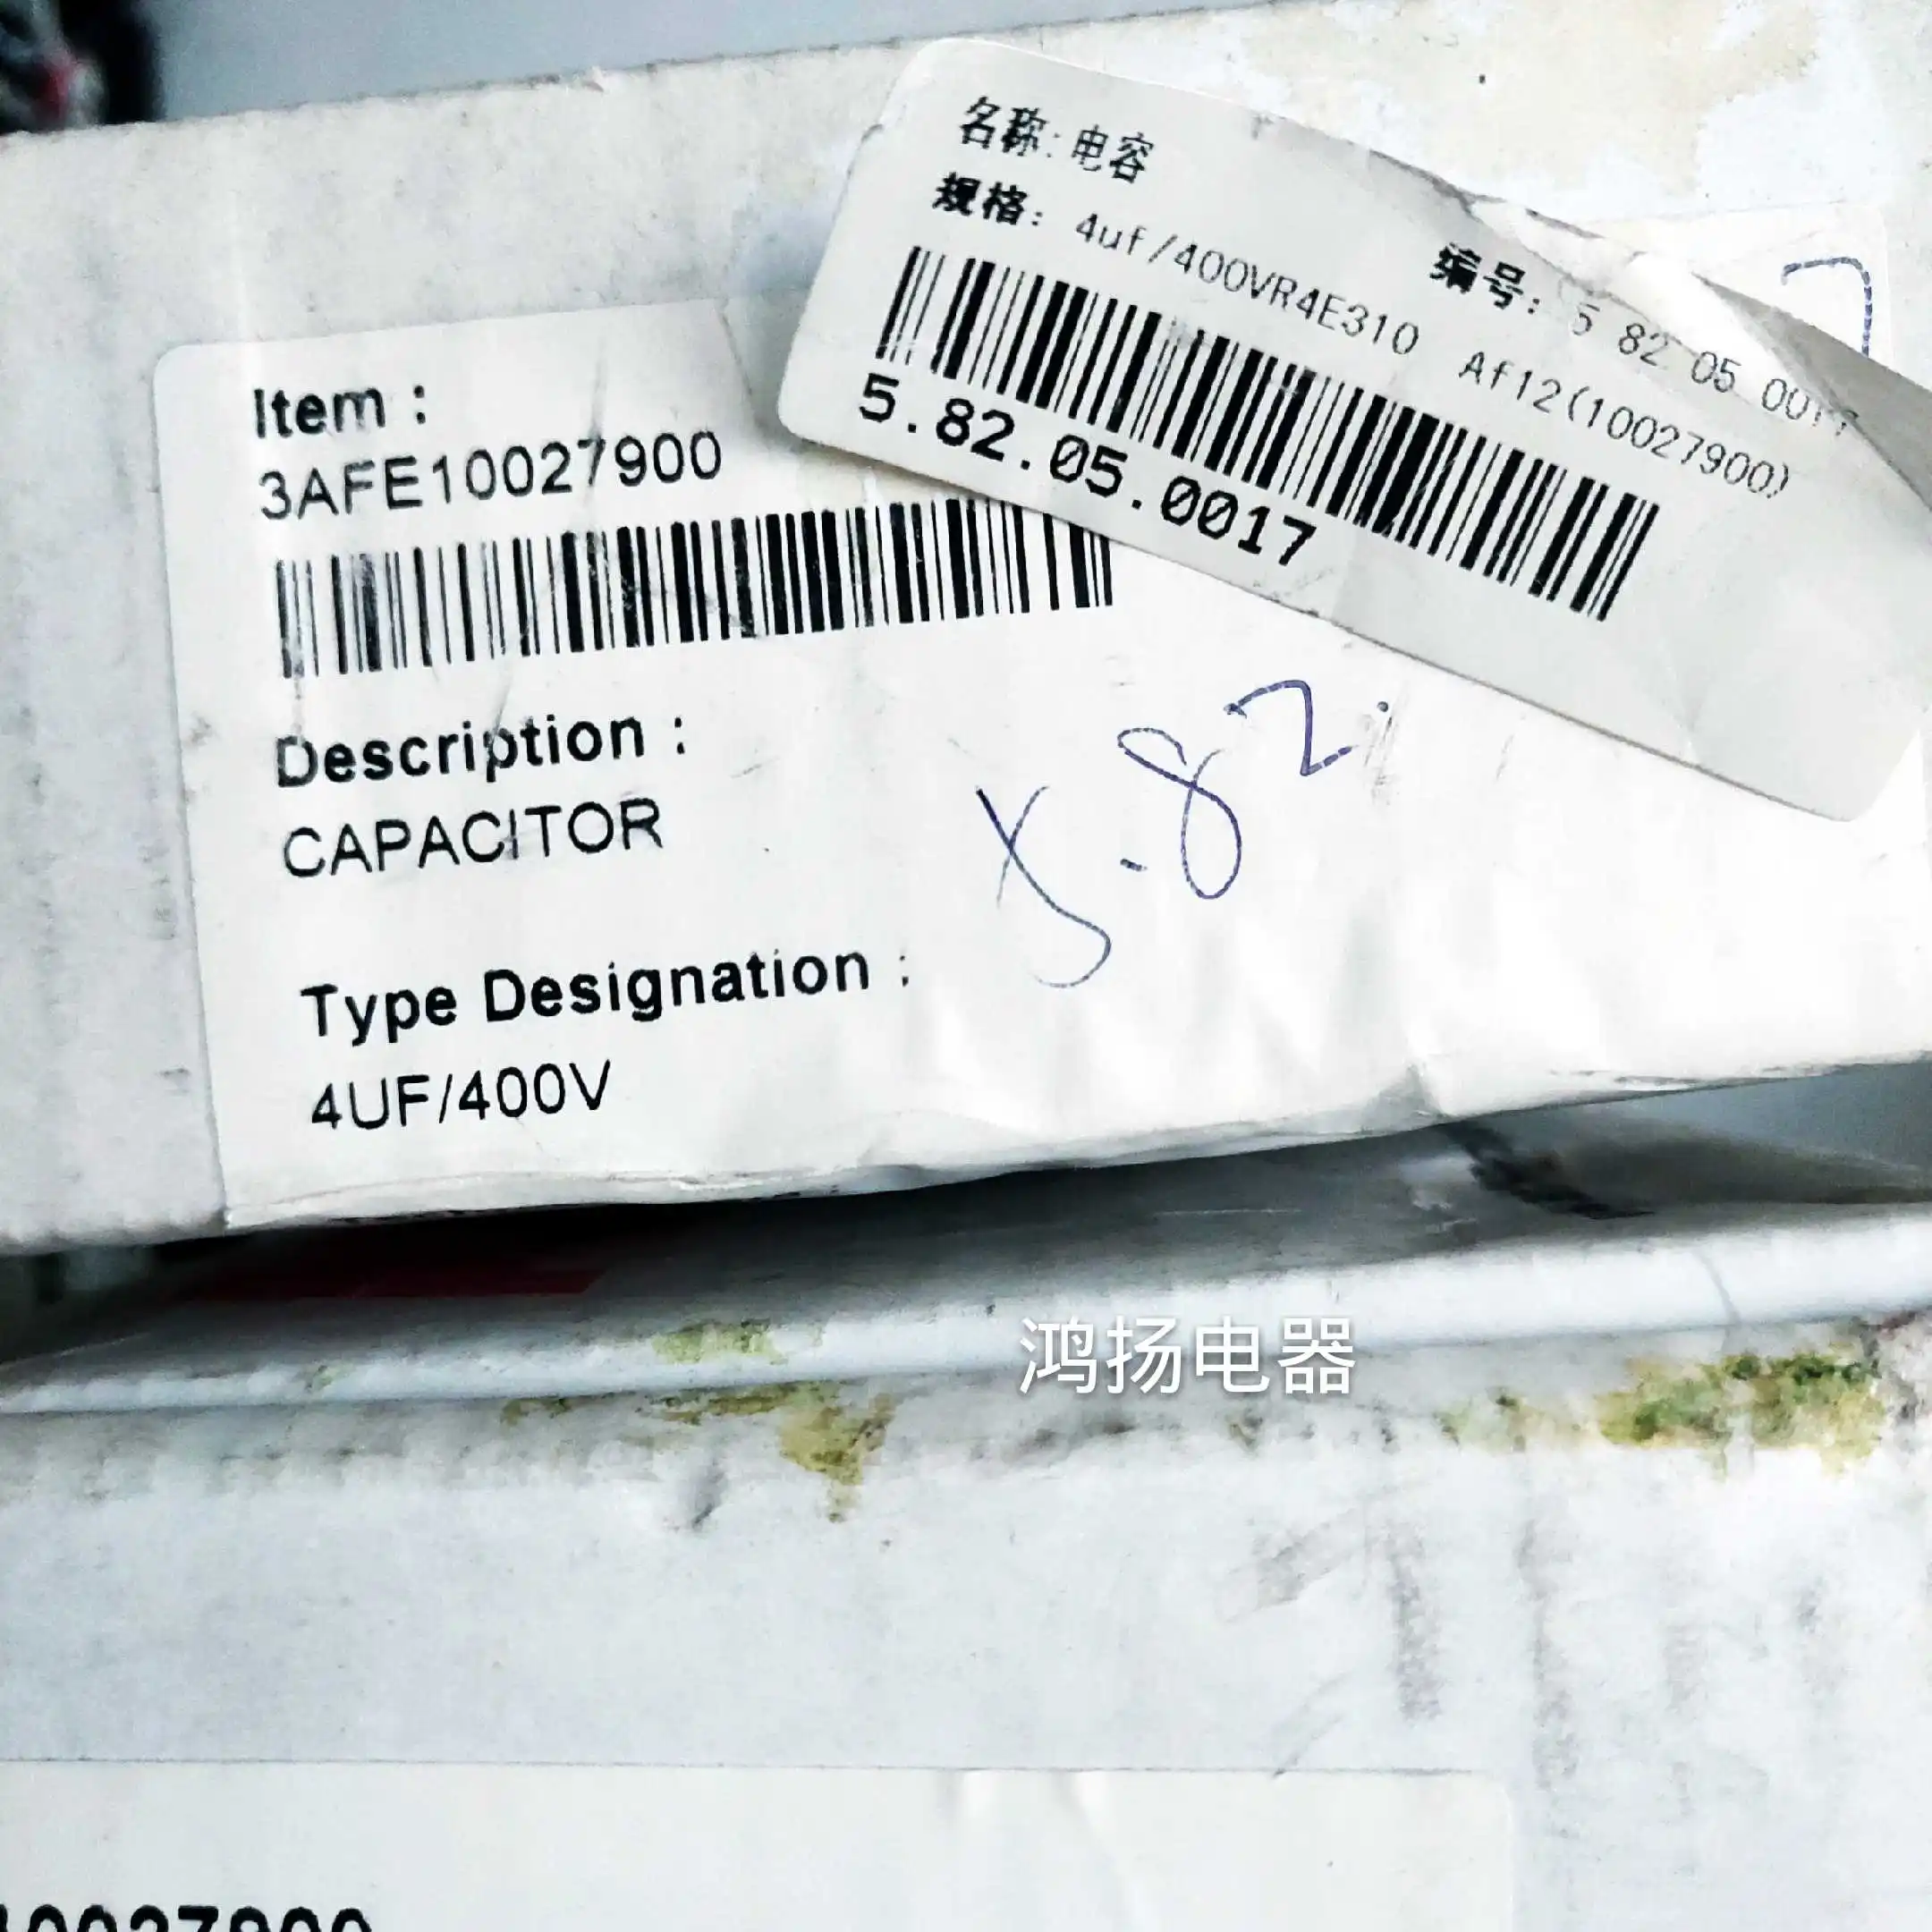 名称:电容
规格: 4uf/400VR4E310 Af12(10027900)
编号: 5 82 05 0017
5.82.05.0017
Item :
3AFE10027900
Description :
CAPACITOR
Type Designation :
4UF/400V
5.82.
鸿扬电器
10027900